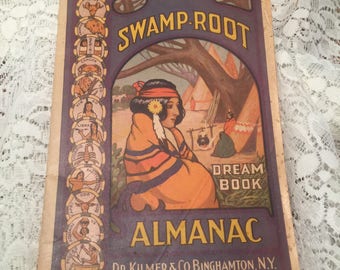 SWAMP-ROOT
DREAM
BOOK
ALMANAC
DR. KILMER & CO. BINGHAMTON, N.Y.